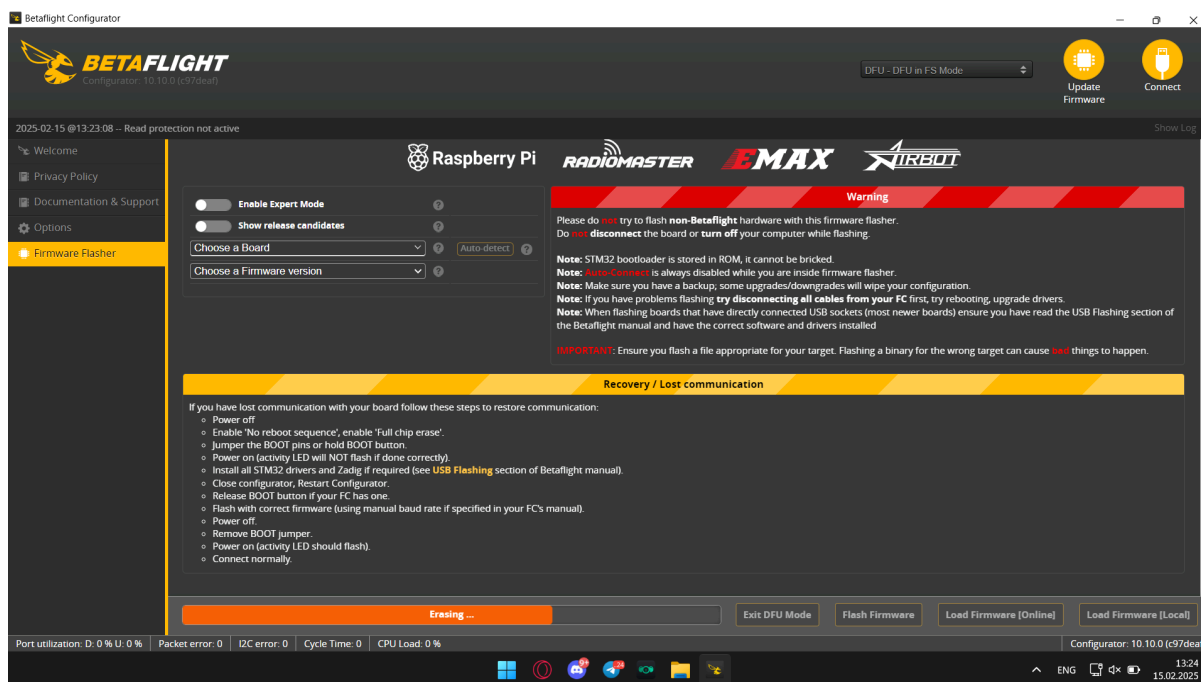 Betaflight Configurator
BETAFLIGHT
Configurator: 10.10.0 (c97deaf)
DFU - DFU in FS Mode
Update Firmware
Connect
2025-02-15 @13:23:08 -- Read protection not active
Show Log
Welcome
Privacy Policy
Documentation & Support
Options
Firmware Flasher
Raspberry Pi
RADIOMASTER
EMAX
AIRBOT
Enable Expert Mode
Show release candidates
Choose a Board
Auto-detect
Choose a Firmware version
Warning
Please do not try to flash non-Betaflight hardware with this firmware flasher.
Do not disconnect the board or turn off your computer while flashing.
Note: STM32 bootloader is stored in ROM, it cannot be bricked.
Note: Auto-Connect is always disabled while you are inside firmware flasher.
Note: Make sure you have a backup; some upgrades/downgrades will wipe your configuration.
Note: If you have problems flashing try disconnecting all cables from your FC first, try rebooting, upgrade drivers.
Note: When flashing boards that have directly connected USB sockets (most newer boards) ensure you have read the USB Flashing section of
the Betaflight manual and have the correct software and drivers installed
IMPORTANT: Ensure you flash a file appropriate for your target. Flashing a binary for the wrong target can cause bad things to happen.
Recovery / Lost communication
If you have lost communication with your board follow these steps to restore communication:
Power off
Enable 'No reboot sequence', enable 'Full chip erase'.
Jumper the BOOT pins or hold BOOT button.
Power on (activity LED will NOT flash if done correctly).
Install all STM32 drivers and Zadig if required (see USB Flashing section of Betaflight manual).
Close configurator, Restart Configurator.
Release BOOT button if your FC has one.
Flash with correct firmware (using manual baud rate if specified in your FC's manual).
Power off.
Remove BOOT jumper.
Power on (activity LED should flash).
Connect normally.
Erasing ...
Exit DFU Mode
Flash Firmware
Load Firmware [Online]
Load Firmware [Local]
Port utilization: D: 0 % U: 0 %
Packet error: 0
I2C error: 0
Cycle Time: 0
CPU Load: 0 %
Configurator: 10.10.0 (c97deaf
ENG
13:24
15.02.2025